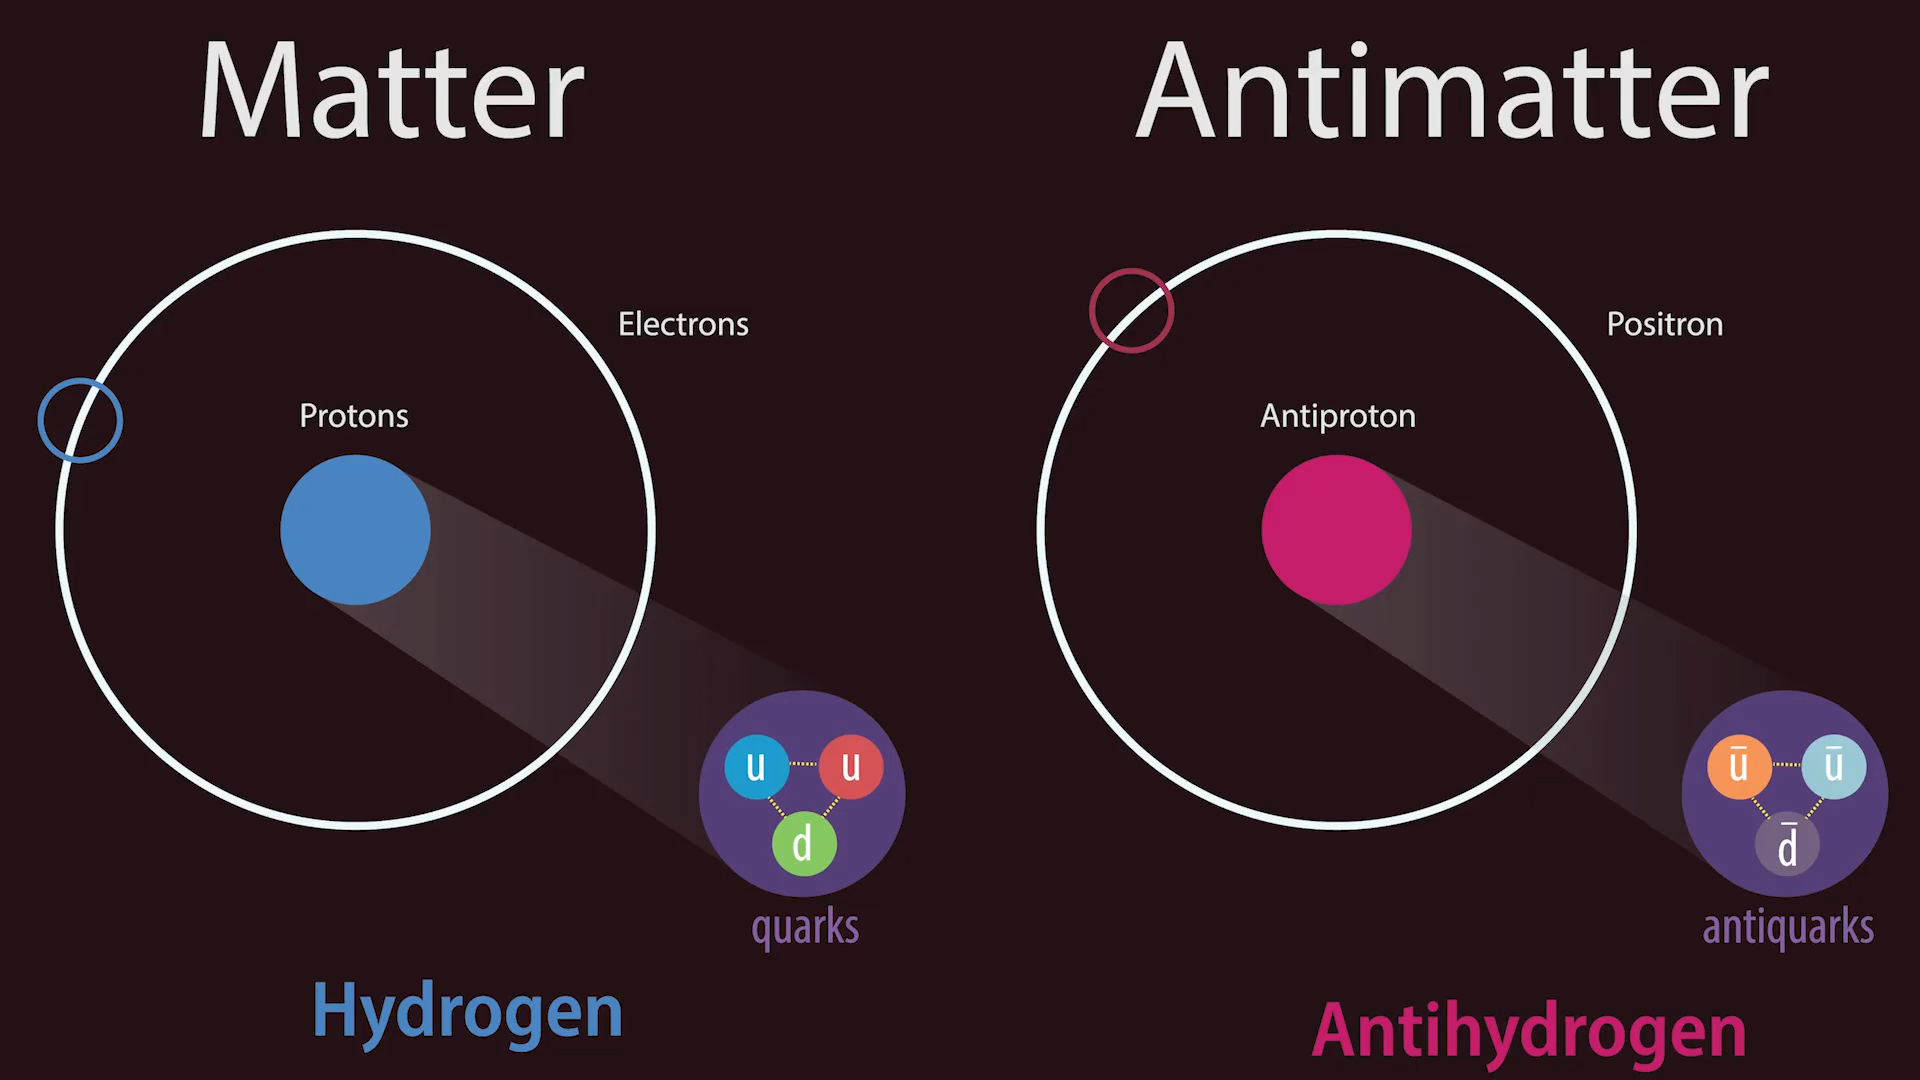 Matter
Antimatter
Electrons
Positron
Protons
Antiproton
u u
d
ū ū
d̄
quarks
antiquarks
Hydrogen
Antihydrogen